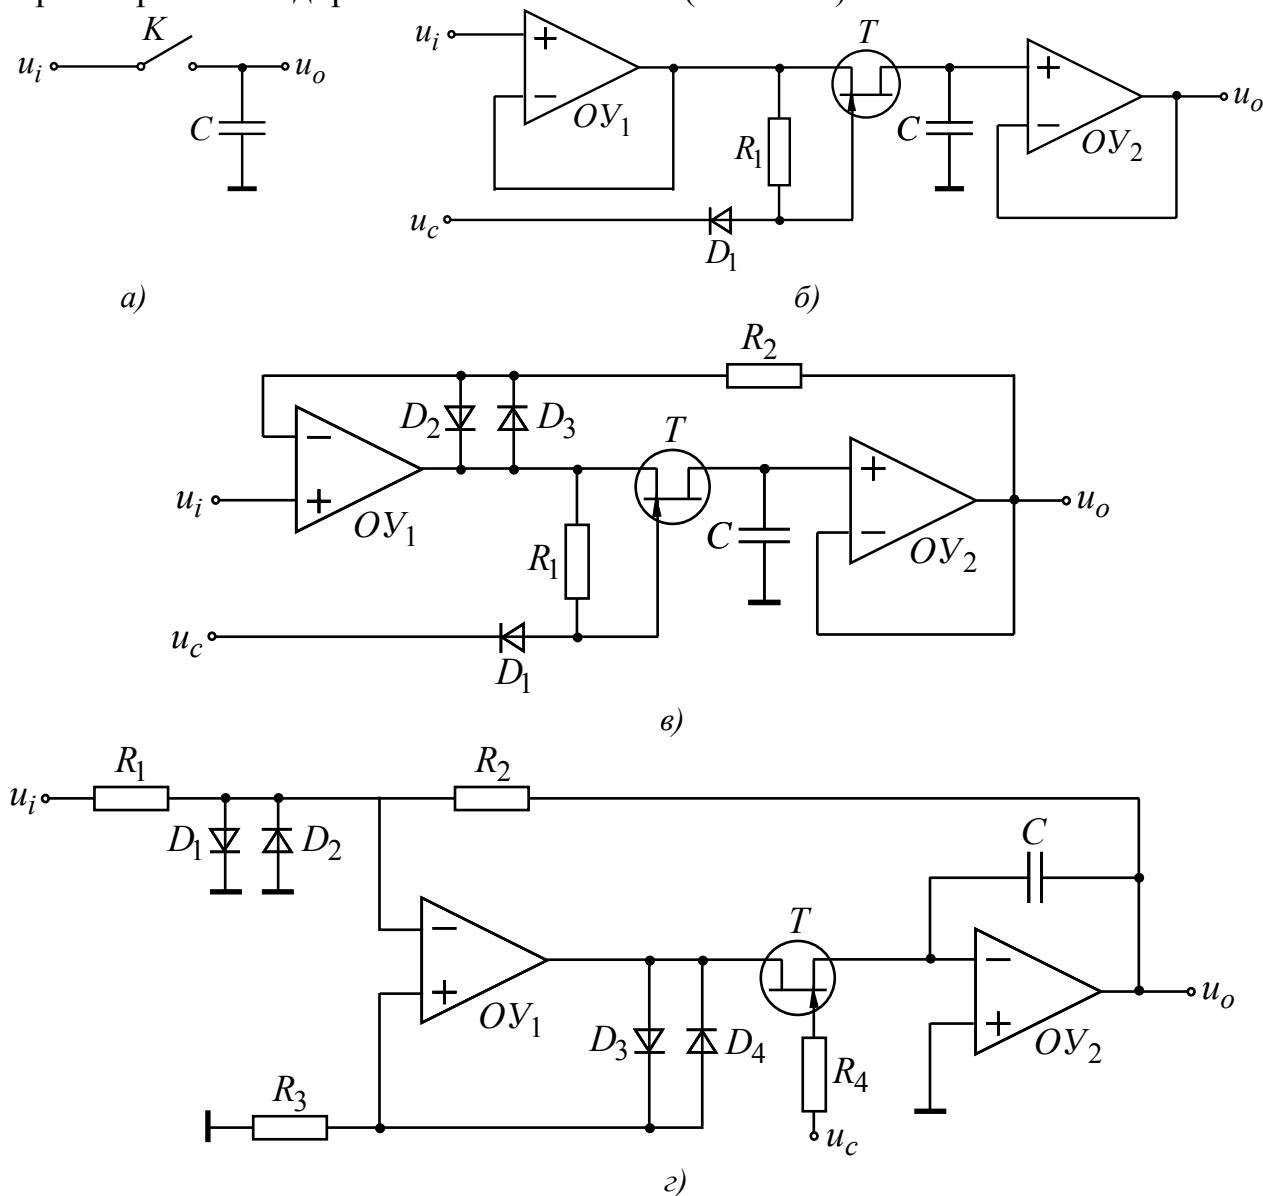 K
u_i
u_o
C
а)
u_i
ОУ_1
T
R_1
C
ОУ_2
u_o
u_c
D_1
б)
R_2
D_2
D_3
T
u_i
ОУ_1
R_1
C
ОУ_2
u_o
u_c
D_1
в)
R_1
R_2
u_i
D_1
D_2
C
T
ОУ_1
D_3
D_4
R_4
ОУ_2
u_o
R_3
u_c
г)